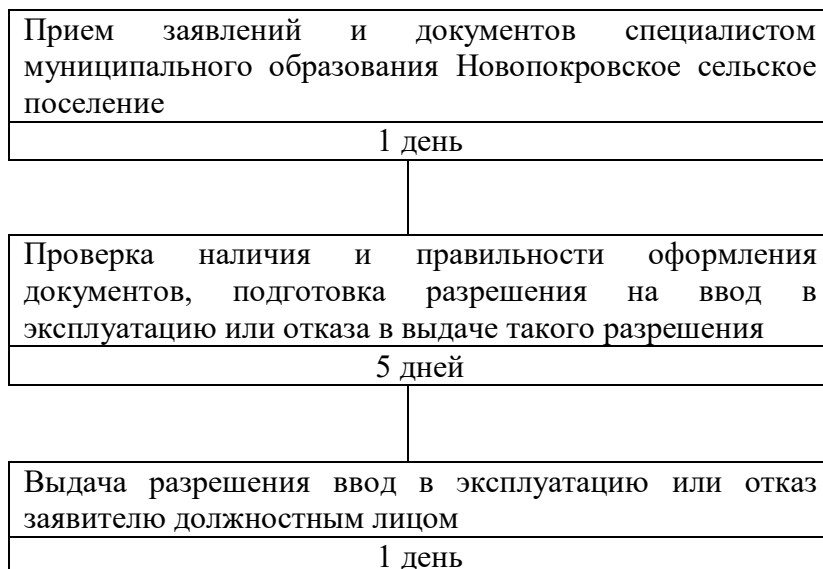 Прием заявлений и документов специалистом
муниципального образования Новопокровское сельское
поселение
1 день
Проверка наличия и правильности оформления
документов, подготовка разрешения на ввод в
эксплуатацию или отказа в выдаче такого разрешения
5 дней
Выдача разрешения ввод в эксплуатацию или отказ
заявителю должностным лицом
1 день